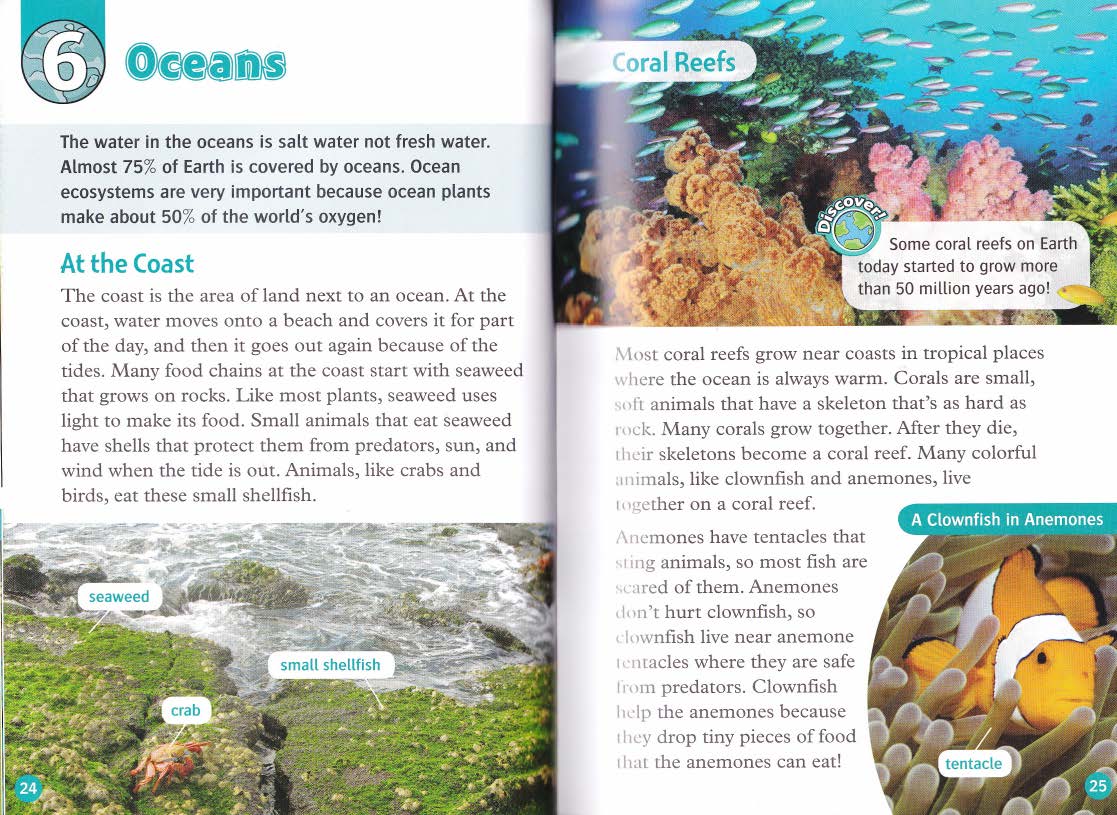 6
Oceans
The water in the oceans is salt water not fresh water.
Almost 75% of Earth is covered by oceans. Ocean
ecosystems are very important because ocean plants
make about 50% of the world's oxygen!
At the Coast
The coast is the area of land next to an ocean. At the
coast, water moves onto a beach and covers it for part
of the day, and then it goes out again because of the
tides. Many food chains at the coast start with seaweed
that grows on rocks. Like most plants, seaweed uses
light to make its food. Small animals that eat seaweed
have shells that protect them from predators, sun, and
wind when the tide is out. Animals, like crabs and
birds, eat these small shellfish.
seaweed
small shellfish
crab
24
Coral Reefs
Discover!
Some coral reefs on Earth
today started to grow more
than 50 million years ago!
Most coral reefs grow near coasts in tropical places
where the ocean is always warm. Corals are small,
soft animals that have a skeleton that's as hard as
rock. Many corals grow together. After they die,
their skeletons become a coral reef. Many colorful
animals, like clownfish and anemones, live
together on a coral reef.
Anemones have tentacles that
sting animals, so most fish are
scared of them. Anemones
don't hurt clownfish, so
clownfish live near anemone
tentacles where they are safe
from predators. Clownfish
help the anemones because
they drop tiny pieces of food
that the anemones can eat!
A Clownfish in Anemones
tentacle
25